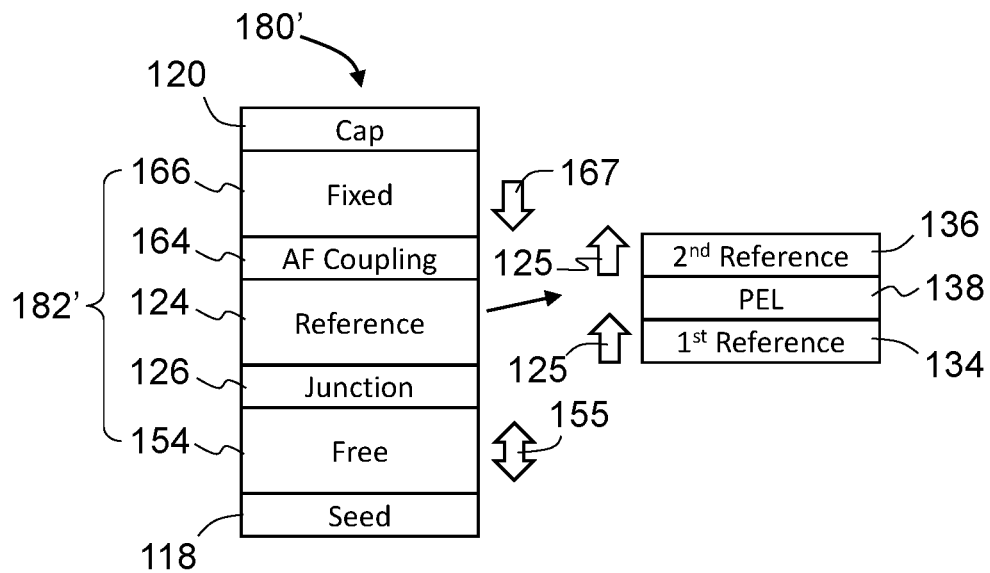 180’
120
Cap
166
Fixed
167
164
AF Coupling
125
2nd Reference
136
182’
124
Reference
PEL
138
125
1st Reference
134
126
Junction
154
Free
155
118
Seed